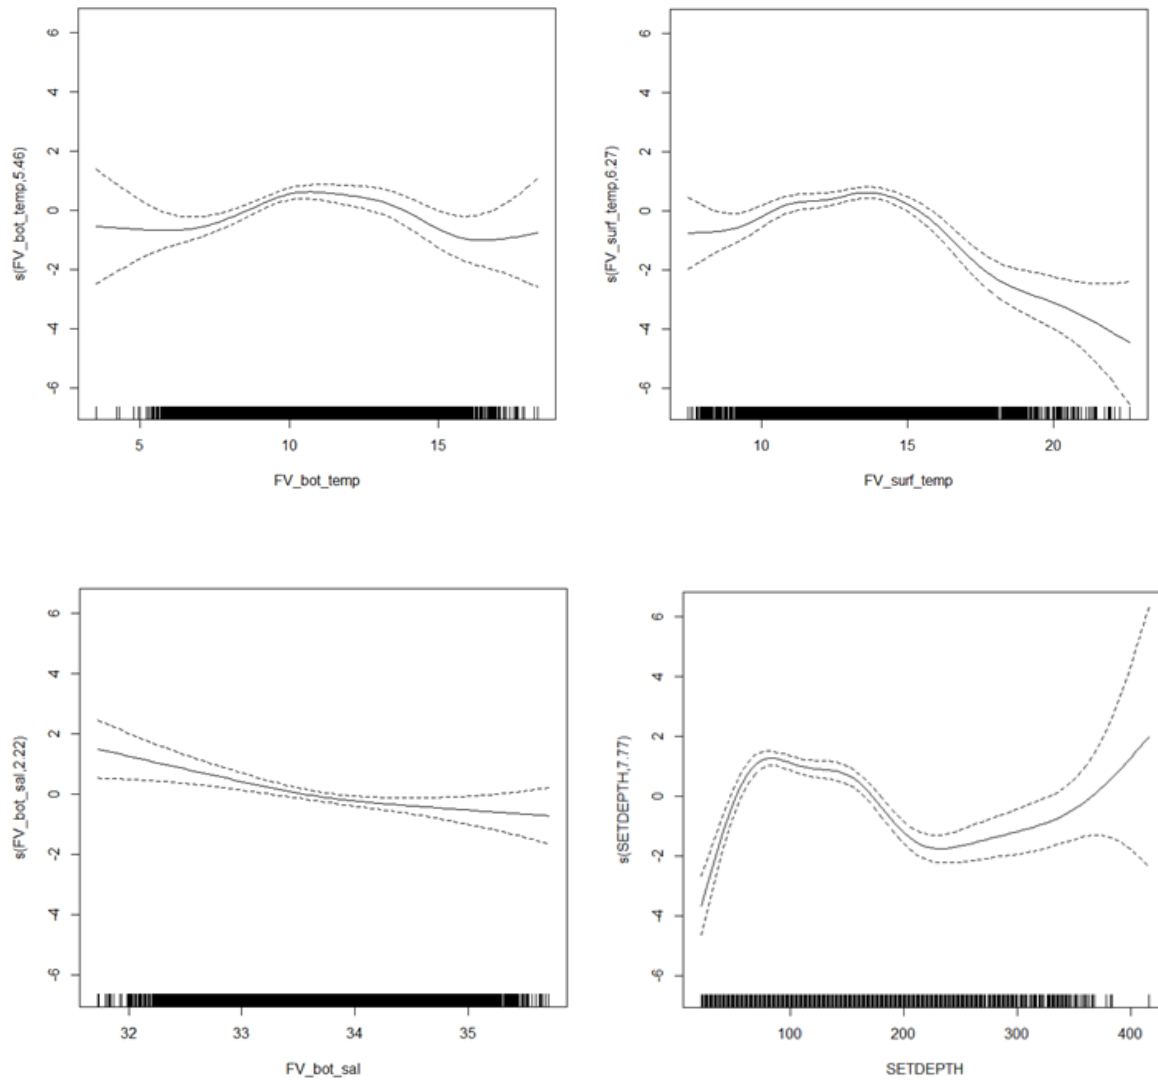 s(FV_bot_temp,5.46)
6
4
2
0
-2
-4
-6
5 10 15
FV_bot_temp
s(FV_surf_temp,6.27)
6
4
2
0
-2
-4
-6
10 15 20
FV_surf_temp
s(FV_bot_sal,2.22)
6
4
2
0
-2
-4
-6
32 33 34 35
FV_bot_sal
s(SETDEPTH,7.77)
6
4
2
0
-2
-4
-6
100 200 300 400
SETDEPTH